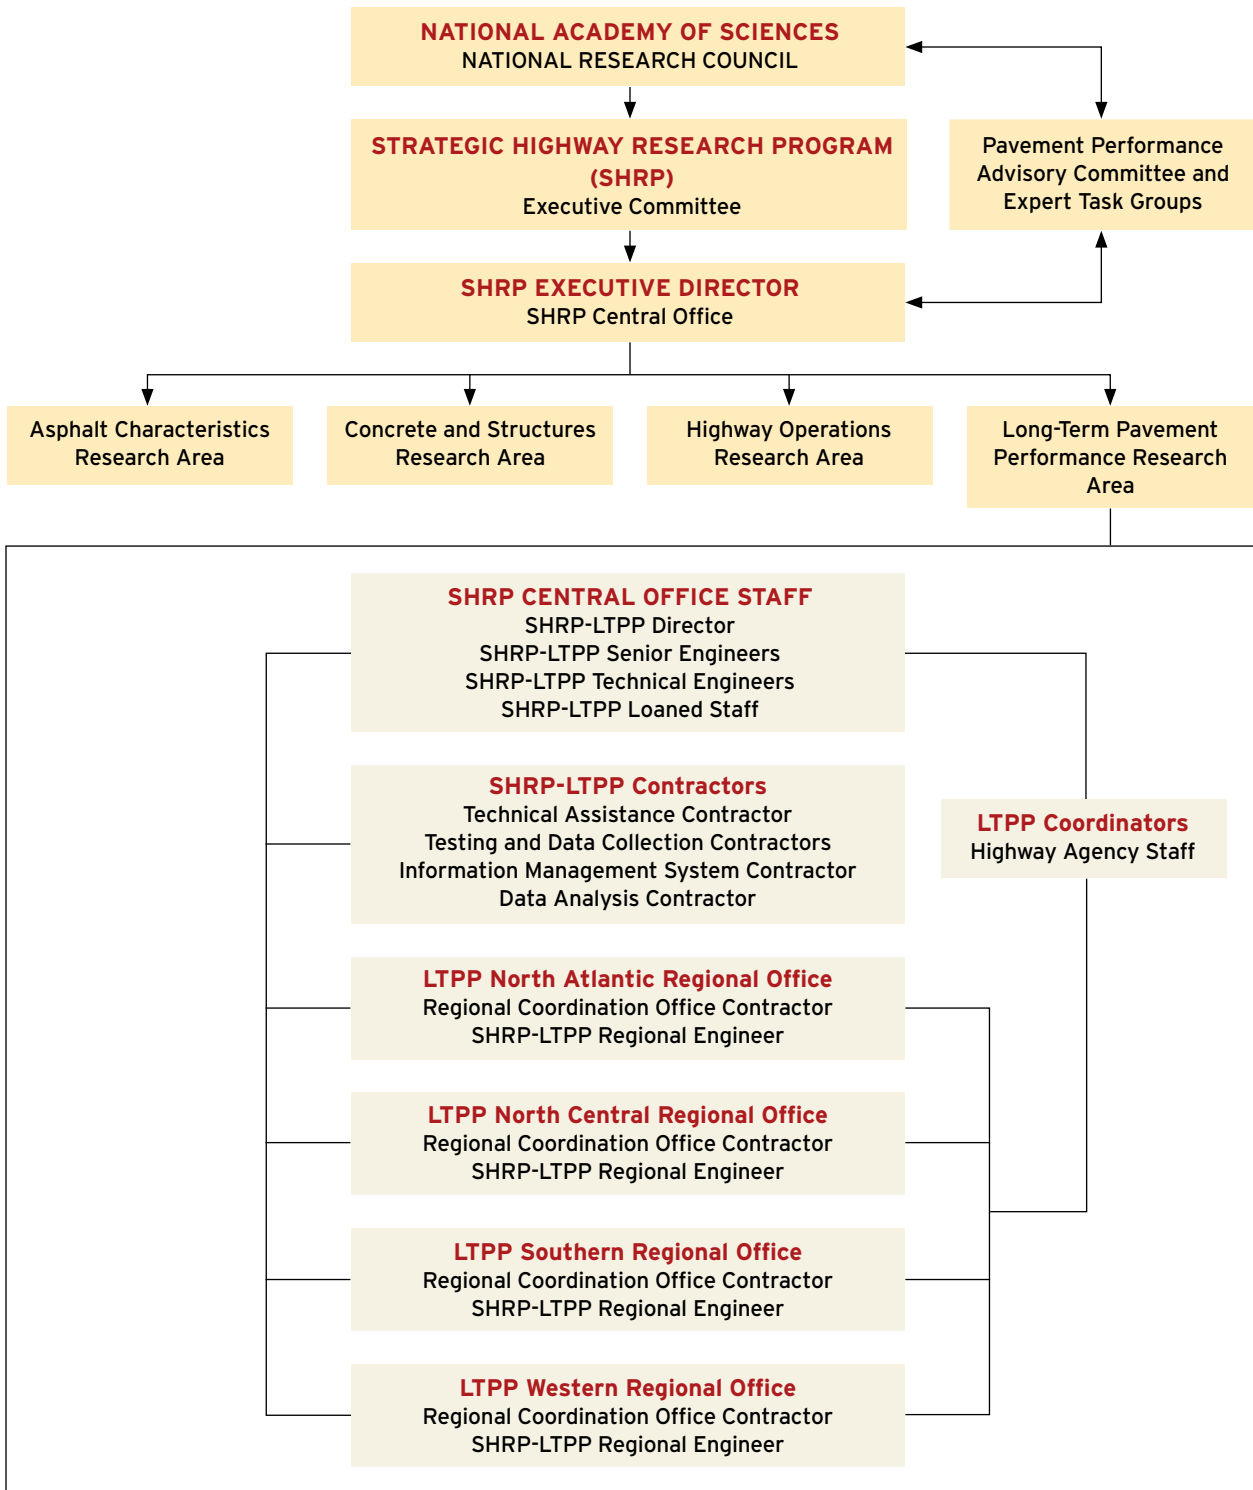 NATIONAL ACADEMY OF SCIENCES
NATIONAL RESEARCH COUNCIL
STRATEGIC HIGHWAY RESEARCH PROGRAM
(SHRP)
Executive Committee
Pavement Performance
Advisory Committee and
Expert Task Groups
SHRP EXECUTIVE DIRECTOR
SHRP Central Office
Asphalt Characteristics
Research Area
Concrete and Structures
Research Area
Highway Operations
Research Area
Long-Term Pavement
Performance Research
Area
SHRP CENTRAL OFFICE STAFF
SHRP-LTPP Director
SHRP-LTPP Senior Engineers
SHRP-LTPP Technical Engineers
SHRP-LTPP Loaned Staff
SHRP-LTPP Contractors
Technical Assistance Contractor
Testing and Data Collection Contractors
Information Management System Contractor
Data Analysis Contractor
LTPP Coordinators
Highway Agency Staff
LTPP North Atlantic Regional Office
Regional Coordination Office Contractor
SHRP-LTPP Regional Engineer
LTPP North Central Regional Office
Regional Coordination Office Contractor
SHRP-LTPP Regional Engineer
LTPP Southern Regional Office
Regional Coordination Office Contractor
SHRP-LTPP Regional Engineer
LTPP Western Regional Office
Regional Coordination Office Contractor
SHRP-LTPP Regional Engineer